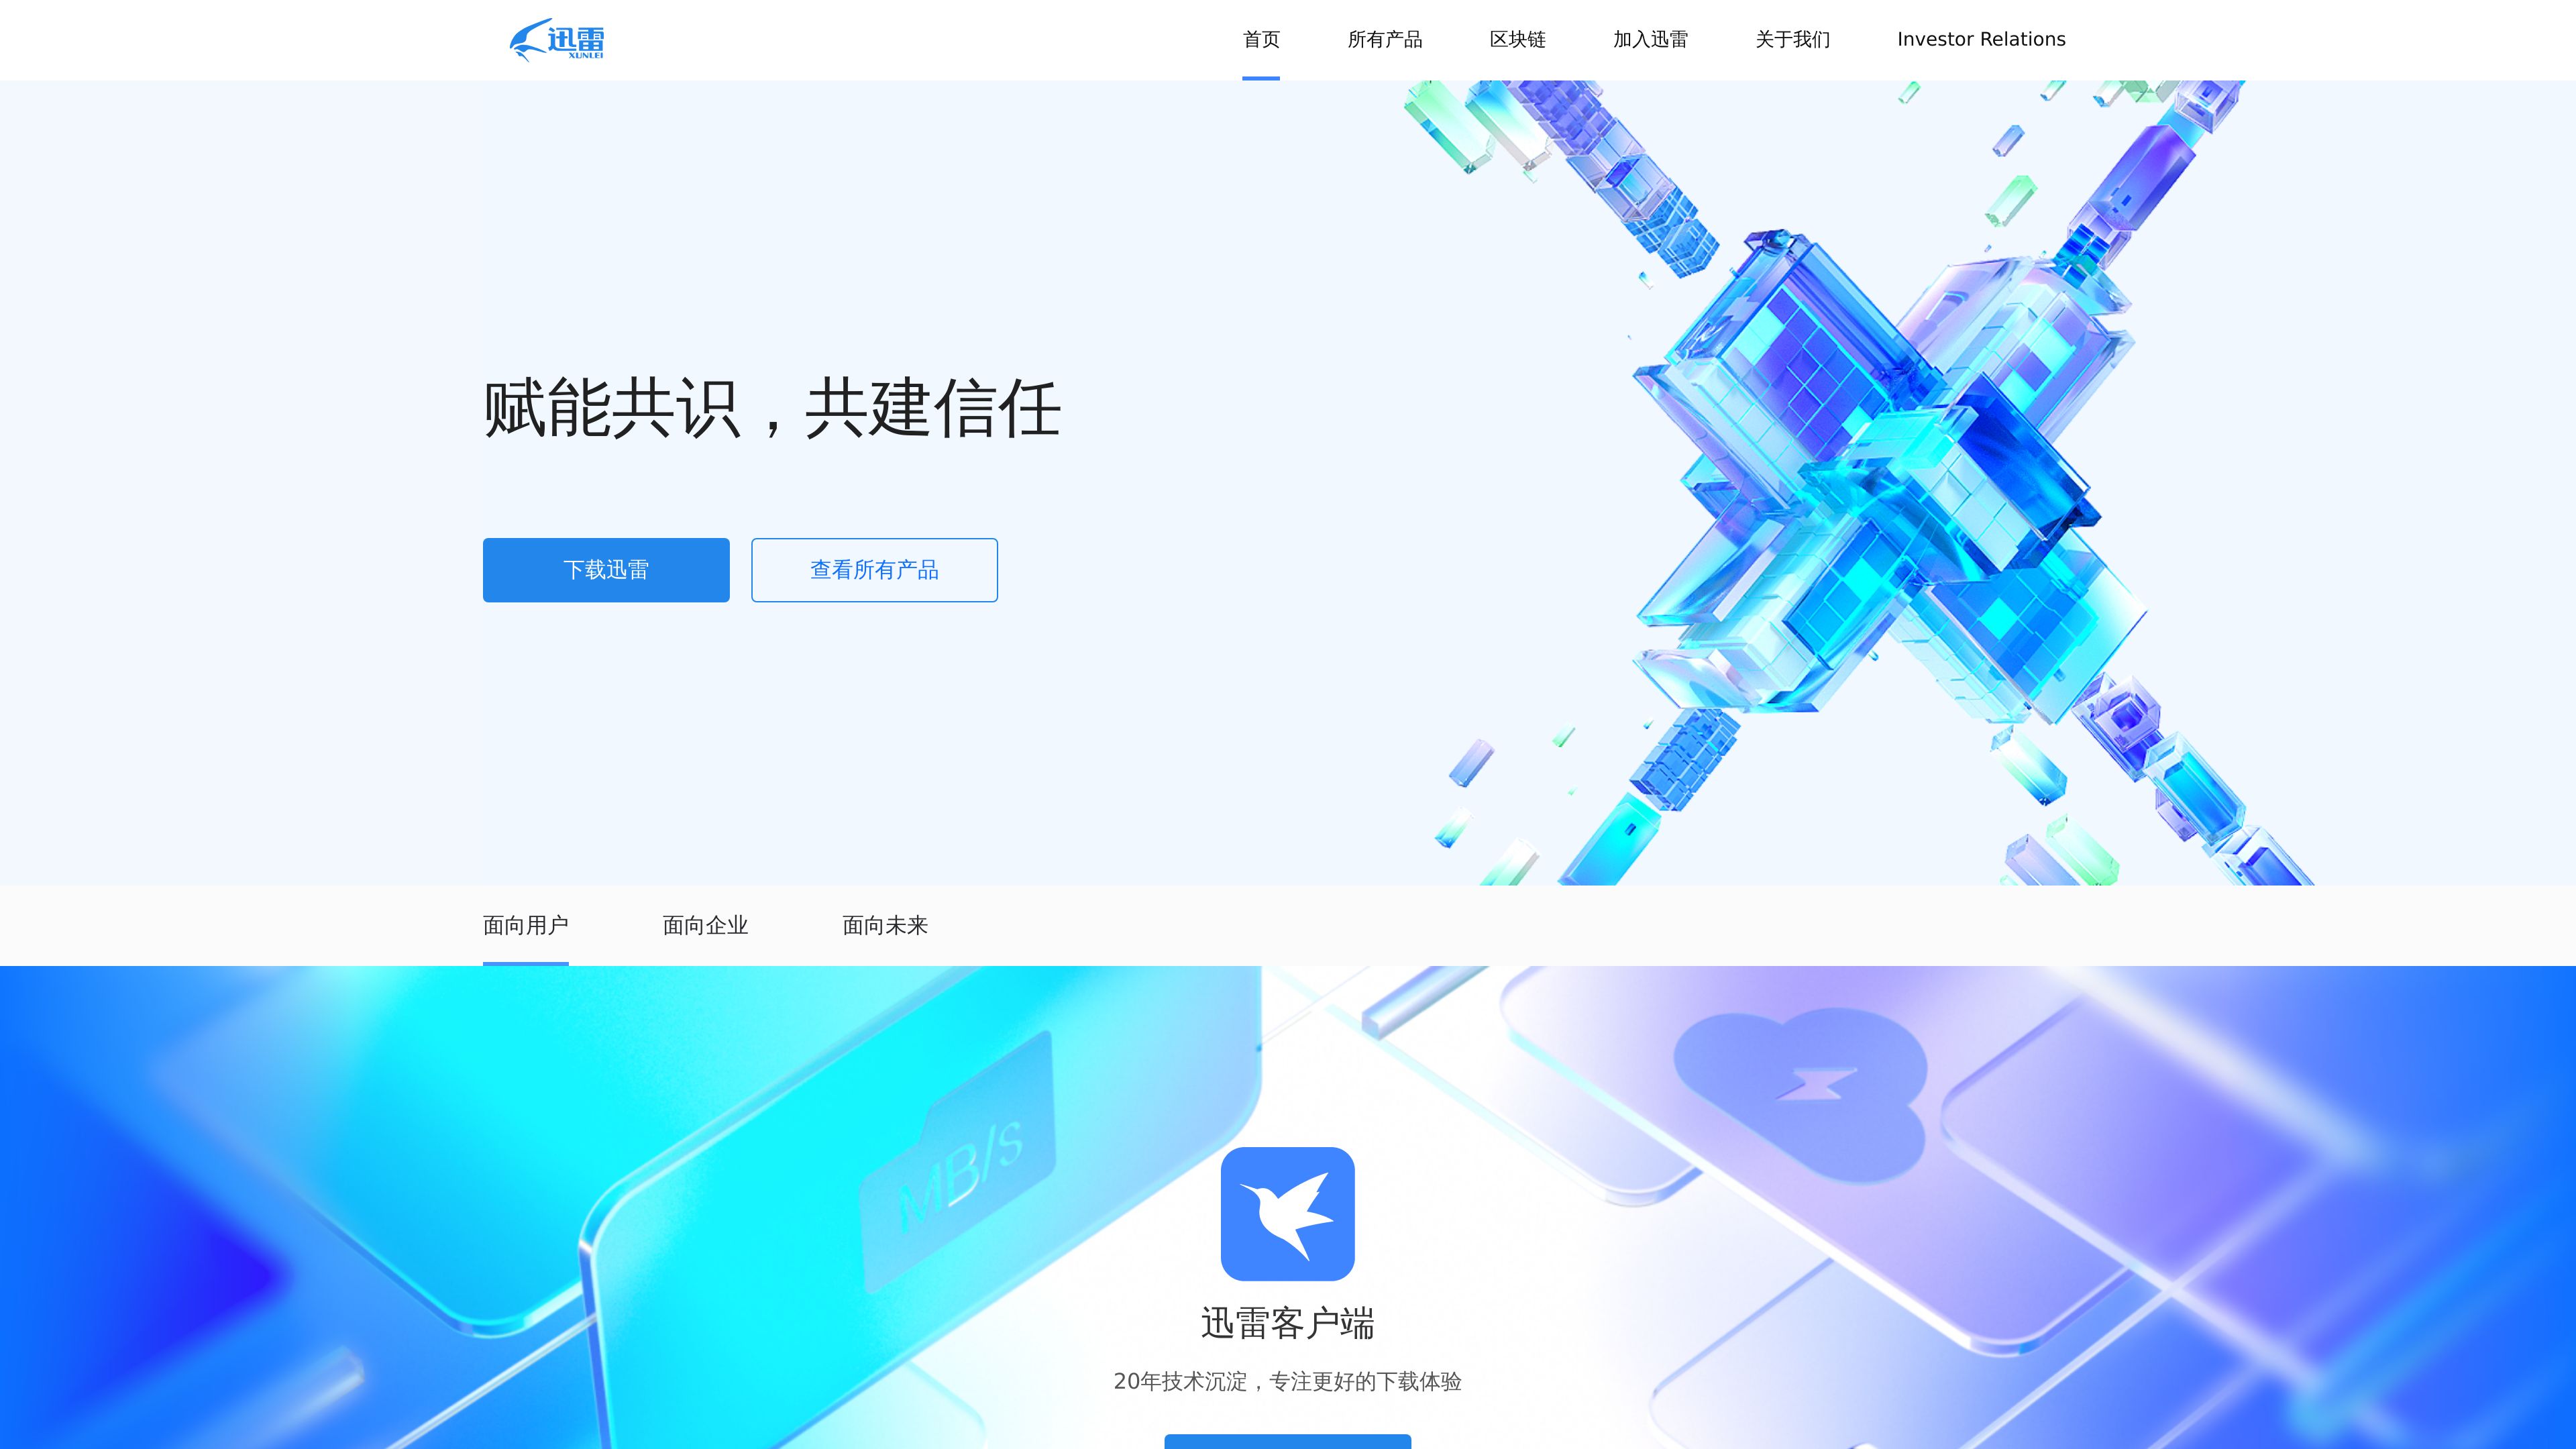 迅雷
XUNLEI
首页
所有产品
区块链
加入迅雷
关于我们
Investor Relations
赋能共识，共建信任
下载迅雷
查看所有产品
面向用户
面向企业
面向未来
MB/s
迅雷客户端
20年技术沉淀，专注更好的下载体验